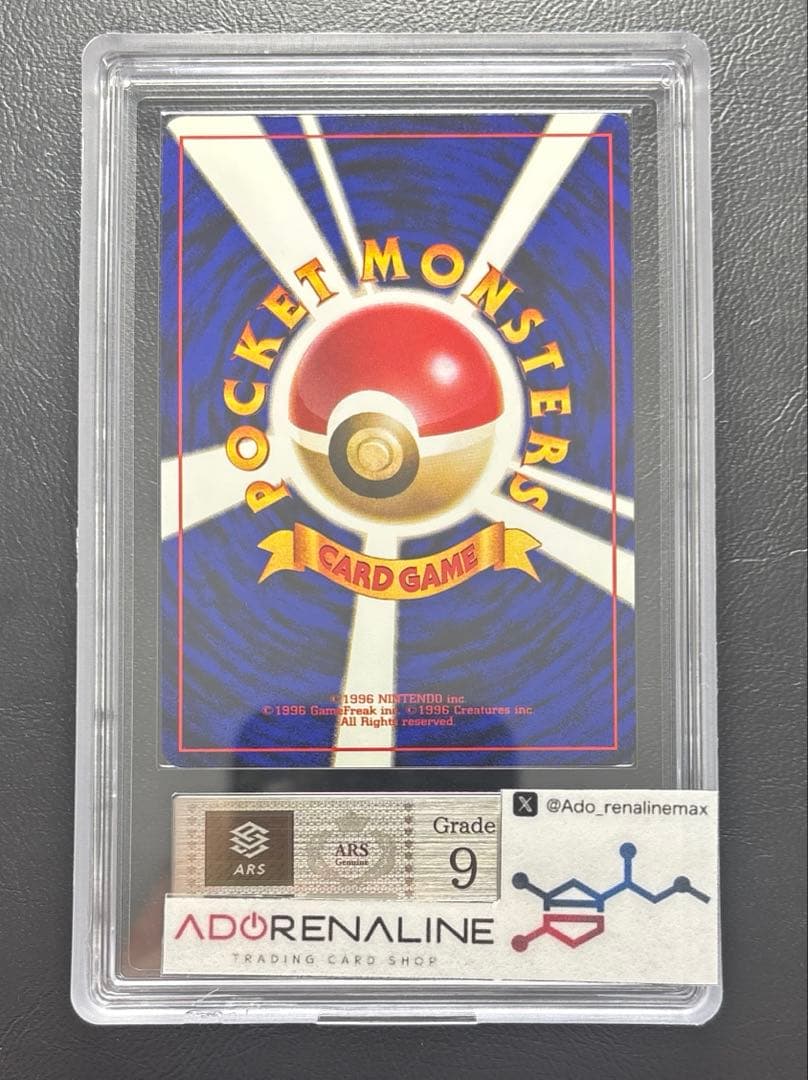 POCKET MONSTERS
CARD GAME
©1996 NINTENDO inc.
©1996 GameFreak inc. ©1996 Creatures inc.
All Rights reserved.
ARS
ARS
Genuine
Grade
9
X @Ado_renalinemax
ADORENALINE
TRADING CARD SHOP